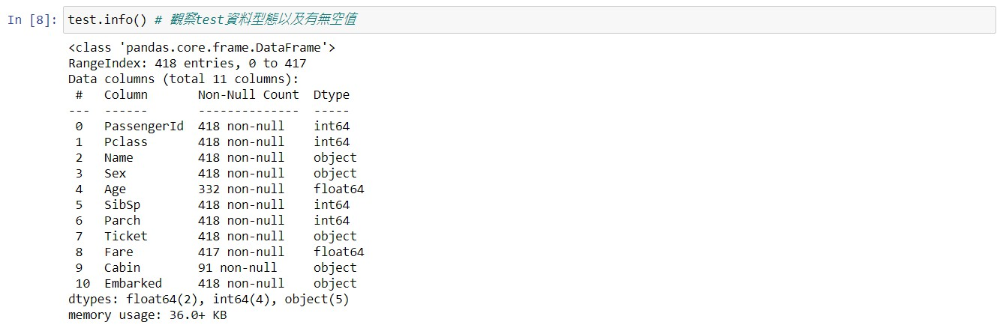 In [8]: test.info() # 觀察test資料型態以及有無空值
<class 'pandas.core.frame.DataFrame'>
RangeIndex: 418 entries, 0 to 417
Data columns (total 11 columns):
 #   Column       Non-Null Count  Dtype
---  ------       --------------  -----
 0   PassengerId  418 non-null    int64
 1   Pclass       418 non-null    int64
 2   Name         418 non-null    object
 3   Sex          418 non-null    object
 4   Age          332 non-null    float64
 5   SibSp        418 non-null    int64
 6   Parch        418 non-null    int64
 7   Ticket       418 non-null    object
 8   Fare         417 non-null    float64
 9   Cabin        91 non-null     object
 10  Embarked     418 non-null    object
dtypes: float64(2), int64(4), object(5)
memory usage: 36.0+ KB